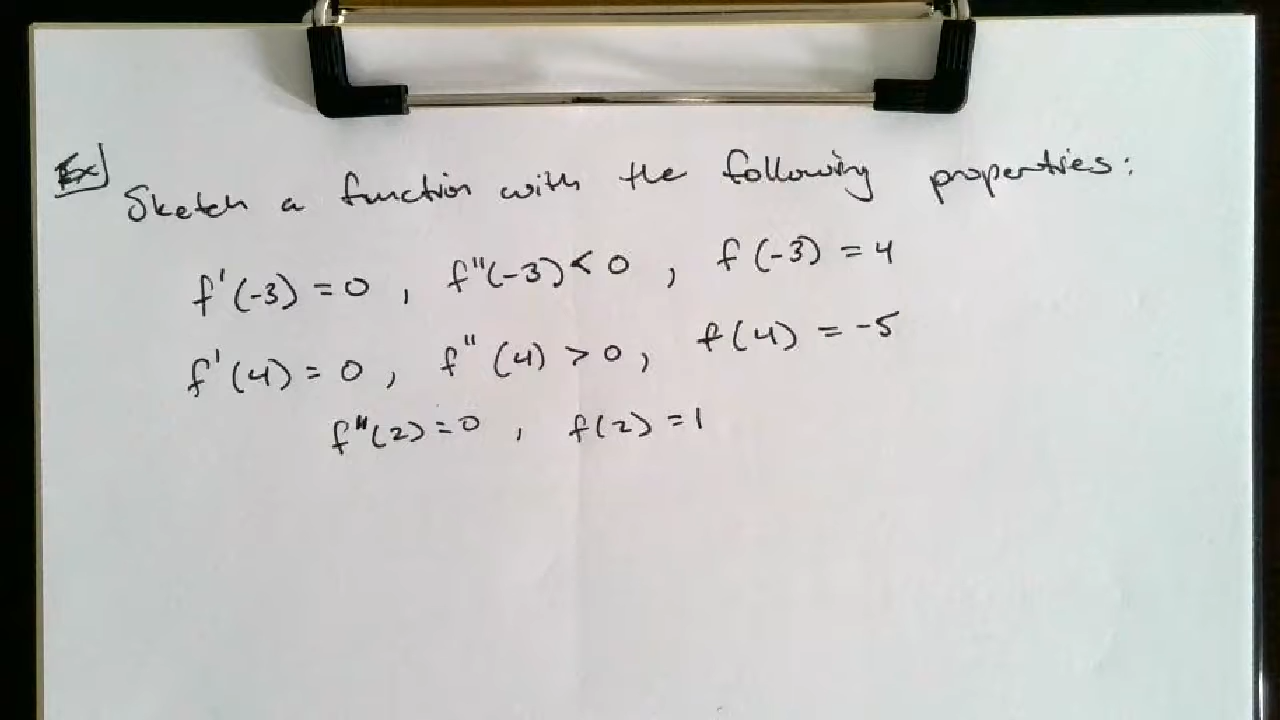 Ex] Sketch a function with the following properties:
f'(-3) = 0 , f"(-3) < 0 , f(-3) = 4
f'(4) = 0 , f"(4) > 0 , f(4) = -5
f"(2) = 0 , f(2) = 1